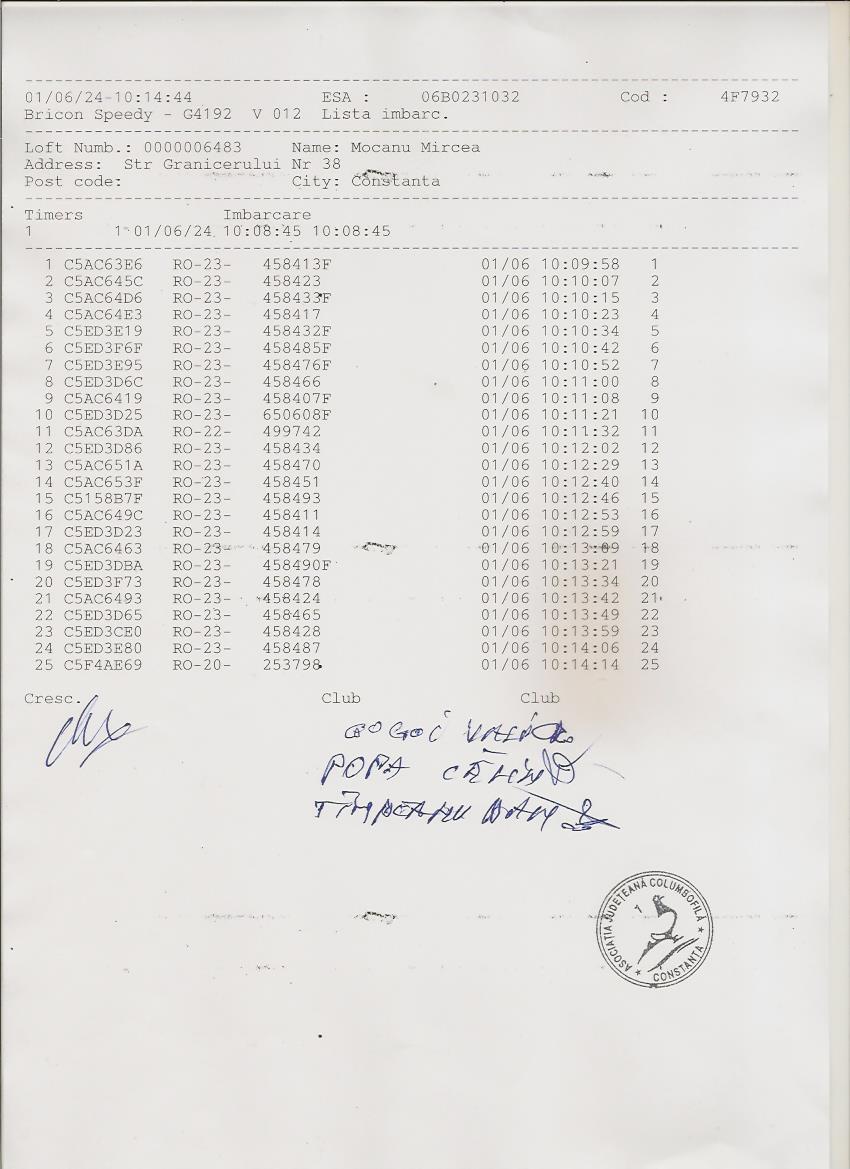 01/06/24-10:14:44 ESA : 06B0231032 Cod : 4F7932
Bricon Speedy - G4192 V 012 Lista imbarc.
Loft Numb.: 0000006483 Name: Mocanu Mircea
Address: Str Granicerului Nr 38
Post code: City: Constanta
Timers Imbarcare
1 1 01/06/24 10:08:45 10:08:45
1 C5AC63E6 RO-23- 458413F 01/06 10:09:58 1
2 C5AC645C RO-23- 458423 01/06 10:10:07 2
3 C5AC64D6 RO-23- 458433F 01/06 10:10:15 3
4 C5AC64E3 RO-23- 458417 01/06 10:10:23 4
5 C5ED3E19 RO-23- 458432F 01/06 10:10:34 5
6 C5ED3F6F RO-23- 458485F 01/06 10:10:42 6
7 C5ED3E95 RO-23- 458476F 01/06 10:10:52 7
8 C5ED3D6C RO-23- 458466 01/06 10:11:00 8
9 C5AC6419 RO-23- 458407F 01/06 10:11:08 9
10 C5ED3D25 RO-23- 650608F 01/06 10:11:21 10
11 C5AC63DA RO-22- 499742 01/06 10:11:32 11
12 C5ED3D86 RO-23- 458434 01/06 10:12:02 12
13 C5AC651A RO-23- 458470 01/06 10:12:29 13
14 C5AC653F RO-23- 458451 01/06 10:12:40 14
15 C5158B7F RO-23- 458493 01/06 10:12:46 15
16 C5AC649C RO-23- 458411 01/06 10:12:53 16
17 C5ED3D23 RO-23- 458414 01/06 10:12:59 17
18 C5AC6463 RO-23- 458479 01/06 10:13:09 18
19 C5ED3DBA RO-23- 458490F 01/06 10:13:21 19
20 C5ED3F73 RO-23- 458478 01/06 10:13:34 20
21 C5AC6493 RO-23- 458424 01/06 10:13:42 21
22 C5ED3D65 RO-23- 458465 01/06 10:13:49 22
23 C5ED3CE0 RO-23- 458428 01/06 10:13:59 23
24 C5ED3E80 RO-23- 458487 01/06 10:14:06 24
25 C5F4AE69 RO-20- 253798 01/06 10:14:14 25
Cresc. Club Club
POPA CĂLIN
DAN
ASOCIAȚIA JUDEȚEANĂ COLUMBOFILĂ * CONSTANTA *
1